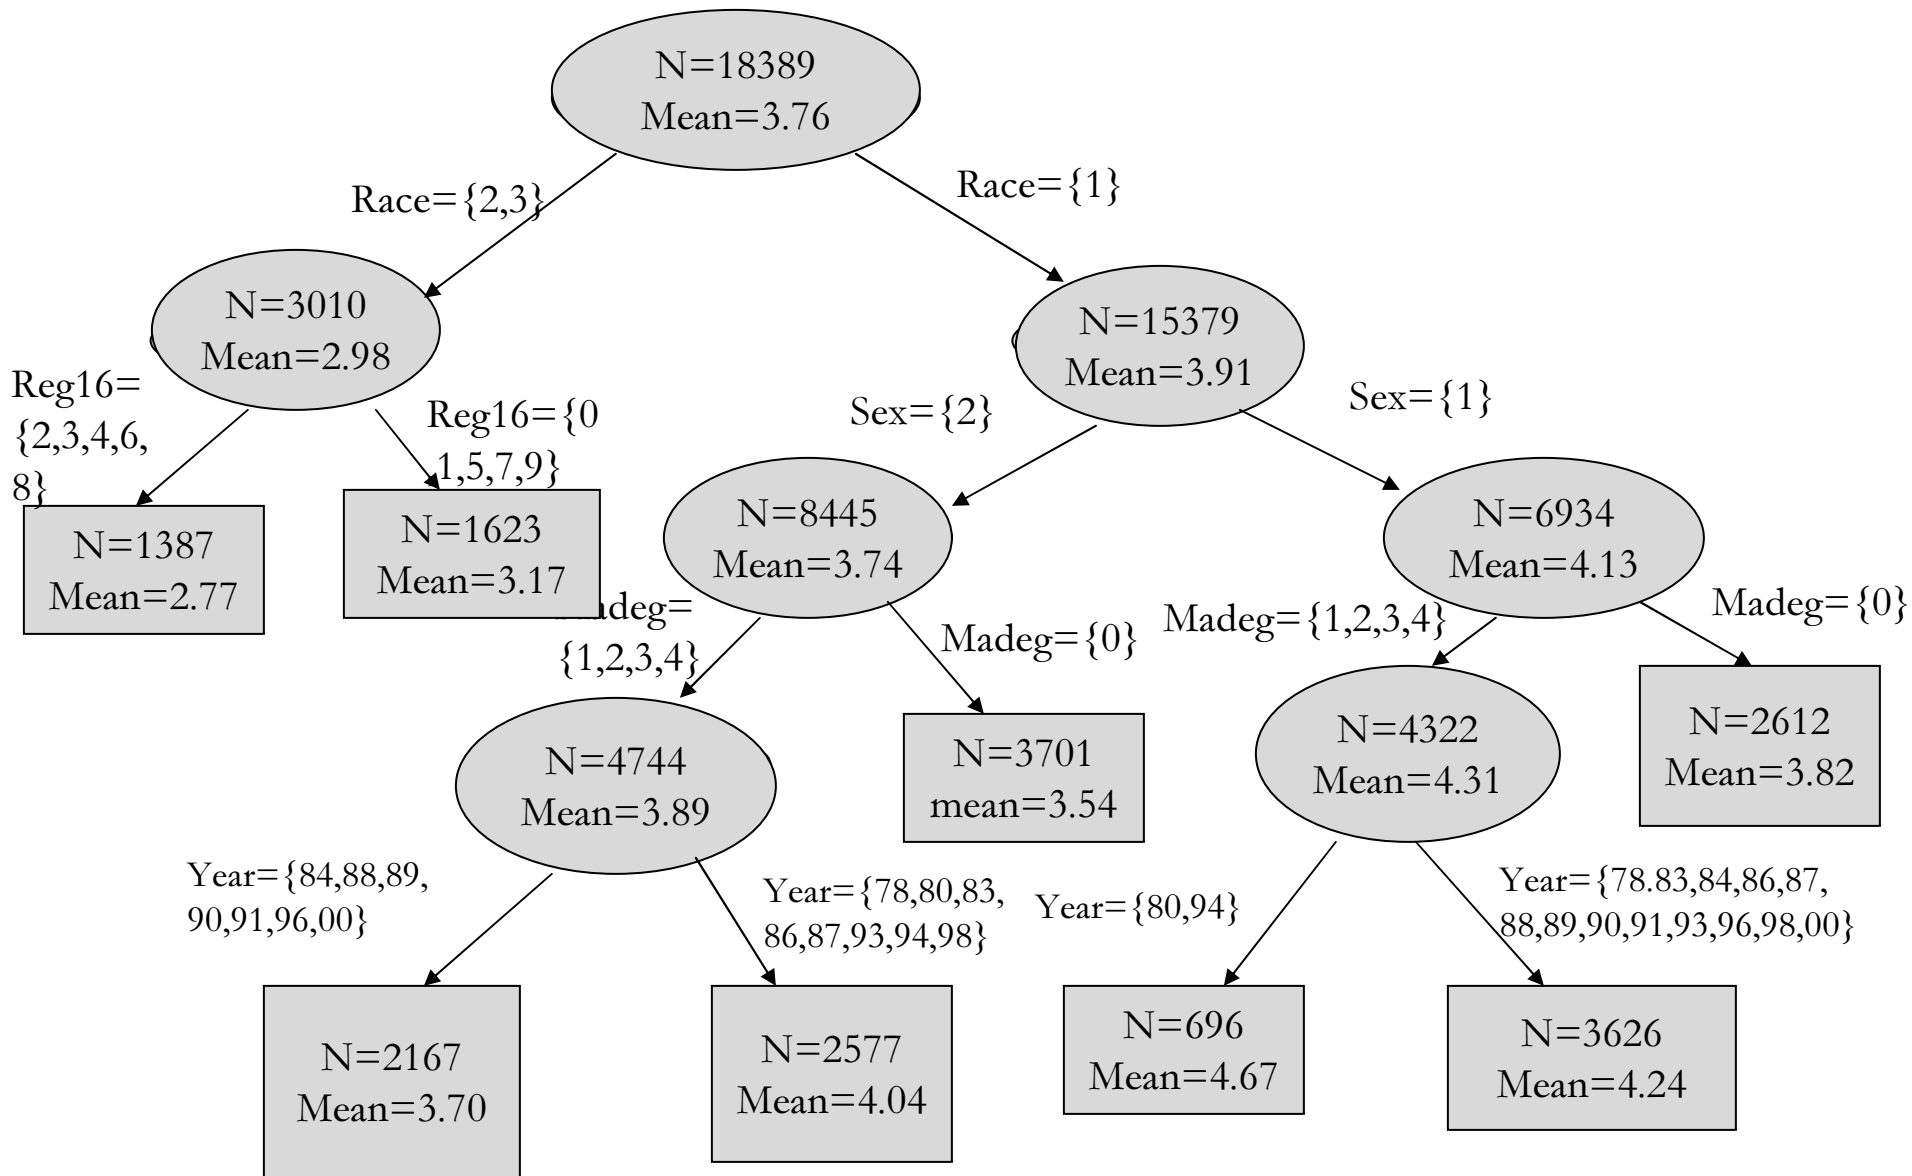 N=18389
Mean=3.76
Race={2,3}
Race={1}
N=3010
Mean=2.98
N=15379
Mean=3.91
Reg16=
{2,3,4,6,
8}
Reg16={0
1,5,7,9}
Sex={2}
Sex={1}
N=1387
Mean=2.77
N=1623
Mean=3.17
N=8445
Mean=3.74
N=6934
Mean=4.13
adeg=
{1,2,3,4}
Madeg={0}
Madeg={1,2,3,4}
Madeg={0}
N=4744
Mean=3.89
N=3701
mean=3.54
N=4322
Mean=4.31
N=2612
Mean=3.82
Year={84,88,89,
90,91,96,00}
Year={78,80,83,
86,87,93,94,98}
Year={80,94}
Year={78.83,84,86,87,
88,89,90,91,93,96,98,00}
N=2167
Mean=3.70
N=2577
Mean=4.04
N=696
Mean=4.67
N=3626
Mean=4.24